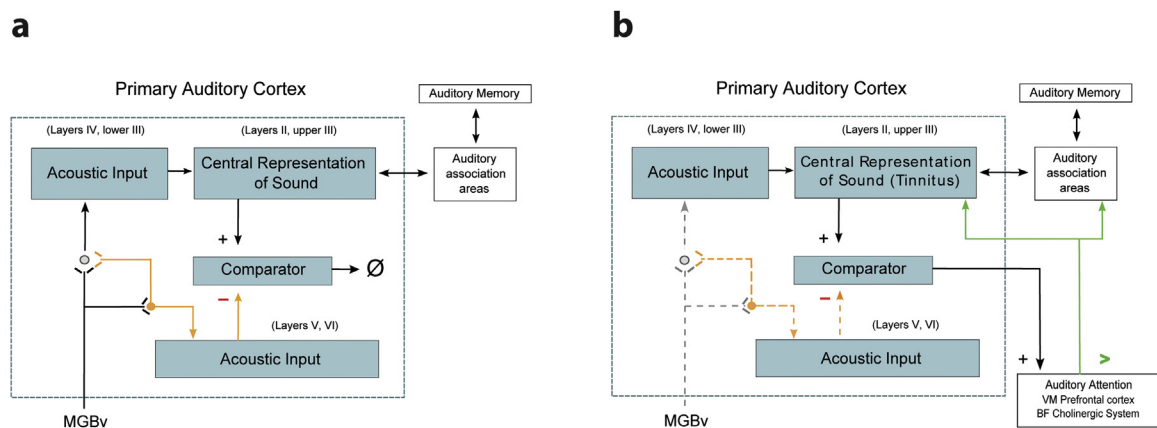 a
Primary Auditory Cortex
Auditory Memory
(Layers IV, lower III)
(Layers II, upper III)
Acoustic Input
Central Representation
of Sound
Auditory
association
areas
+
Comparator
Ø
–
(Layers V, VI)
Acoustic Input
MGBv
b
Primary Auditory Cortex
Auditory Memory
(Layers IV, lower III)
(Layers II, upper III)
Acoustic Input
Central Representation
of Sound (Tinnitus)
Auditory
association
areas
+
Comparator
–
(Layers V, VI)
Acoustic Input
+
>
Auditory Attention
VM Prefrontal cortex
BF Cholinergic System
MGBv